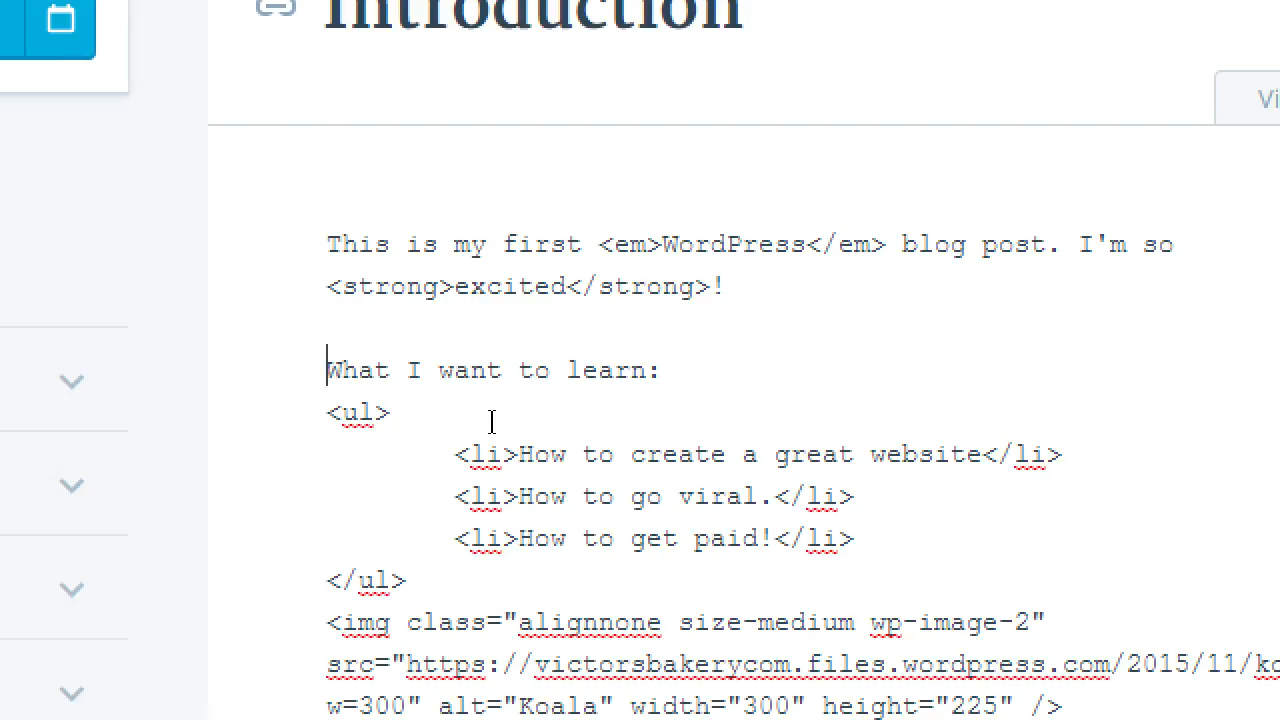 Introduction
Vi
This is my first <em>WordPress</em> blog post. I'm so
<strong>excited</strong>!
What I want to learn:
<ul>
<li>How to create a great website</li>
<li>How to go viral.</li>
<li>How to get paid!</li>
</ul>
<img class="alignnone size-medium wp-image-2"
src="https://victorsbakerycom.files.wordpress.com/2015/11/ko
w=300" alt="Koala" width="300" height="225" />